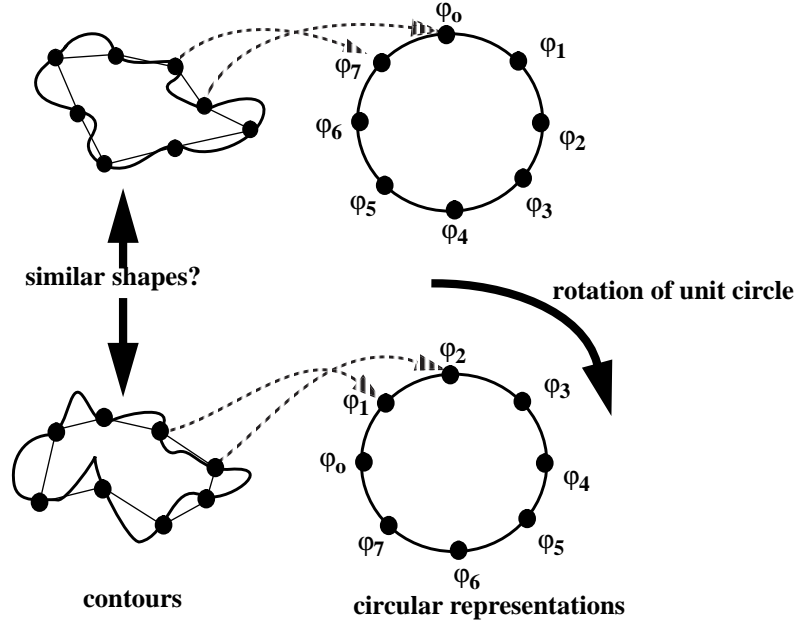 φo
φ7
φ1
φ6
φ2
φ5
φ3
φ4
similar shapes?
rotation of unit circle
φ2
φ1
φ3
φo
φ4
φ7
φ5
φ6
contours
circular representations